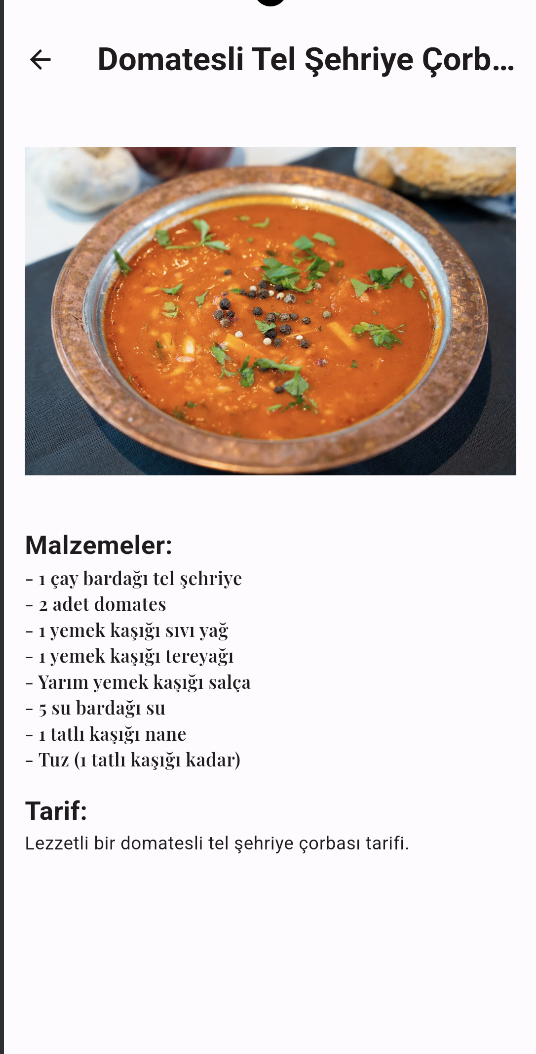 Domatesli Tel Şehriye Çorb...
Malzemeler:
- 1 çay bardağı tel şehriye
- 2 adet domates
- 1 yemek kaşığı sıvı yağ
- 1 yemek kaşığı tereyağı
- Yarım yemek kaşığı salça
- 5 su bardağı su
- 1 tatlı kaşığı nane
- Tuz (1 tatlı kaşığı kadar)
Tarif:
Lezzetli bir domatesli tel şehriye çorbası tarifi.